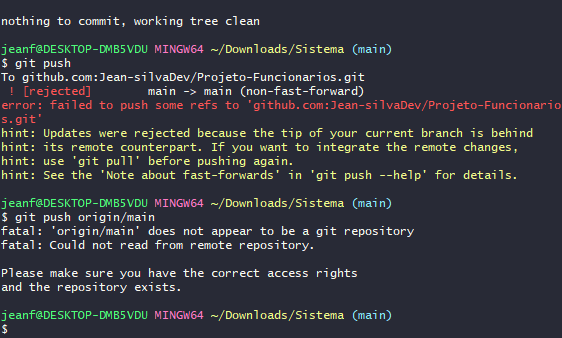 nothing to commit, working tree clean
jeanf@DESKTOP-DMB5VDU MINGW64 ~/Downloads/Sistema (main)
$ git push
To github.com:Jean-silvaDev/Projeto-Funcionarios.git
 ! [rejected]        main -> main (non-fast-forward)
error: failed to push some refs to 'github.com:Jean-silvaDev/Projeto-Funcionario
s.git'
hint: Updates were rejected because the tip of your current branch is behind
hint: its remote counterpart. If you want to integrate the remote changes,
hint: use 'git pull' before pushing again.
hint: See the 'Note about fast-forwards' in 'git push --help' for details.
jeanf@DESKTOP-DMB5VDU MINGW64 ~/Downloads/Sistema (main)
$ git push origin/main
fatal: 'origin/main' does not appear to be a git repository
fatal: Could not read from remote repository.
Please make sure you have the correct access rights
and the repository exists.
jeanf@DESKTOP-DMB5VDU MINGW64 ~/Downloads/Sistema (main)
$